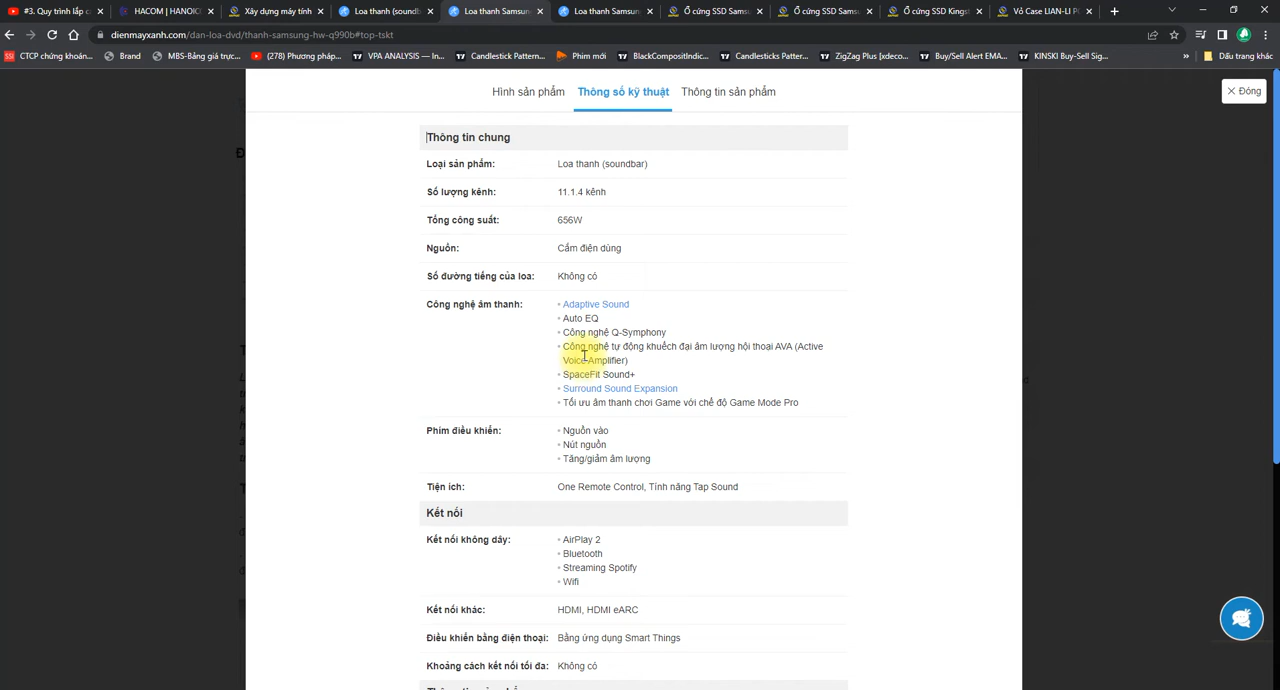 #3. Quy trình lắp c
HACOM | HANOIC
Xây dựng máy tính
Loa thanh (soundb
Loa thanh Samsun
Loa thanh Samsun
Ổ cứng SSD Samsu
Ổ cứng SSD Samsu
Ổ cứng SSD Kingst
Vỏ Case LIAN-LI PC
dienmayxanh.com/dan-loa-dvd/thanh-samsung-hw-q990b#top-tskt
CTCP chứng khoán...
Brand
MBS-Bảng giá trực...
(278) Phương pháp...
VPA ANALYSIS — In...
Candlestick Pattern...
Phim mới
BlackCompositIndic...
Candlesticks Patter...
ZigZag Plus [xdeco...
Buy/Sell Alert EMA...
KINSKI Buy-Sell Sig...
» Dấu trang khác
Hình sản phẩm
Thông số kỹ thuật
Thông tin sản phẩm
× Đóng
Thông tin chung
Loại sản phẩm: Loa thanh (soundbar)
Số lượng kênh: 11.1.4 kênh
Tổng công suất: 656W
Nguồn: Cắm điện dùng
Số đường tiếng của loa: Không có
Công nghệ âm thanh: • Adaptive Sound
• Auto EQ
• Công nghệ Q-Symphony
• Công nghệ tự động khuếch đại âm lượng hội thoại AVA (Active
Voice Amplifier)
• SpaceFit Sound+
• Surround Sound Expansion
• Tối ưu âm thanh chơi Game với chế độ Game Mode Pro
Phím điều khiển: • Nguồn vào
• Nút nguồn
• Tăng/giảm âm lượng
Tiện ích: One Remote Control, Tính năng Tap Sound
Kết nối
Kết nối không dây: • AirPlay 2
• Bluetooth
• Streaming Spotify
• Wifi
Kết nối khác: HDMI, HDMI eARC
Điều khiển bằng điện thoại: Bằng ứng dụng Smart Things
Khoảng cách kết nối tối đa: Không có